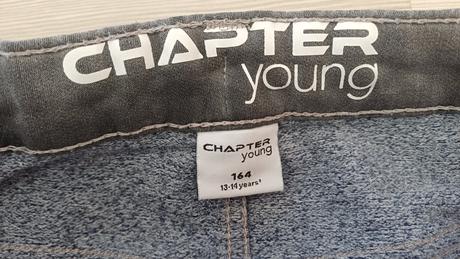 CHAPTER
young
CHAPTER
young
164
13-14 years'